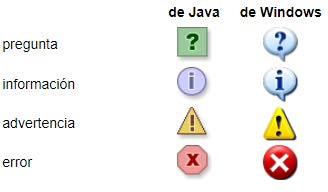 de Java de Windows
pregunta ? ?
información i i
advertencia ! !
error x